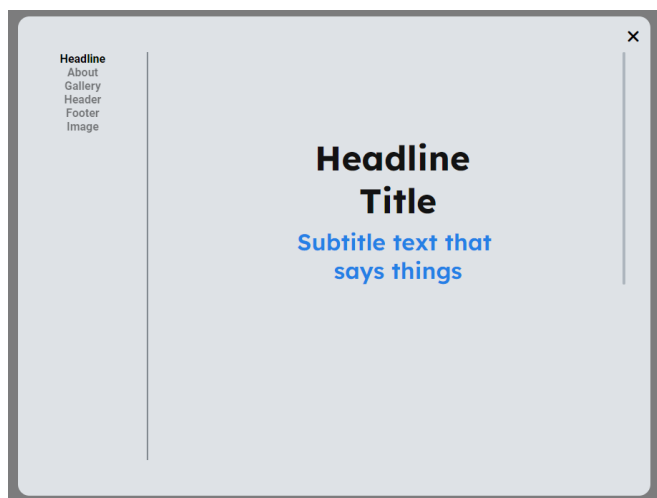 Headline
About
Gallery
Header
Footer
Image
Headline
Title
Subtitle text that
says things